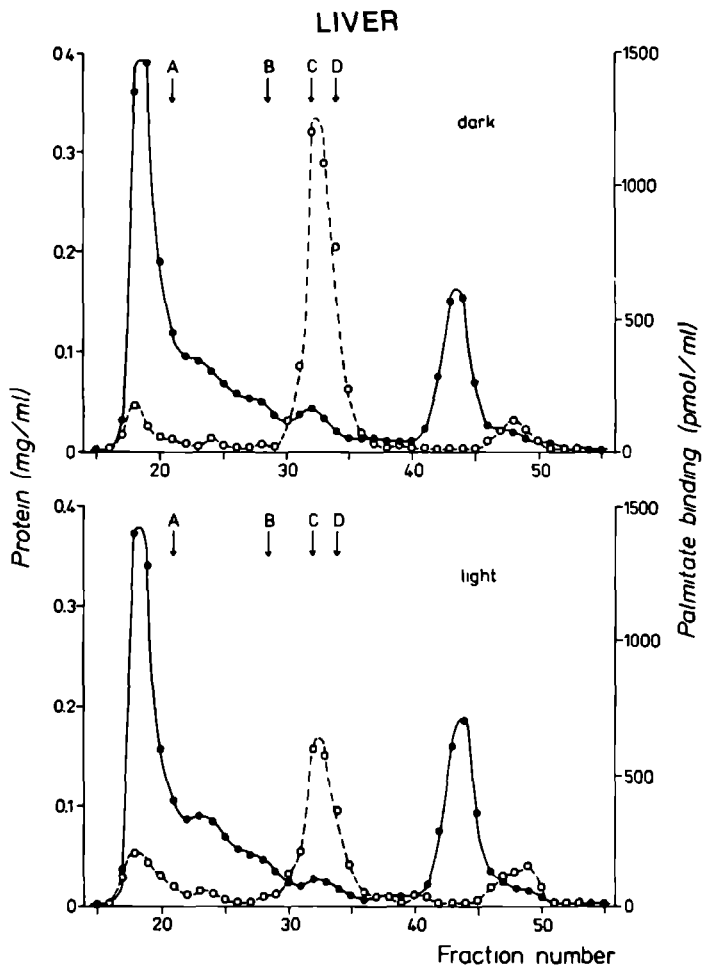 LIVER
0.4
0.3
0.2
0.1
0
1500
1000
500
0
A B C D
dark
20 30 40 50
0.4
0.3
0.2
0.1
0
1500
1000
500
0
A B C D
light
20 30 40 50
Protein (mg/ml)
Palmitate binding (pmol/ml)
Fraction number